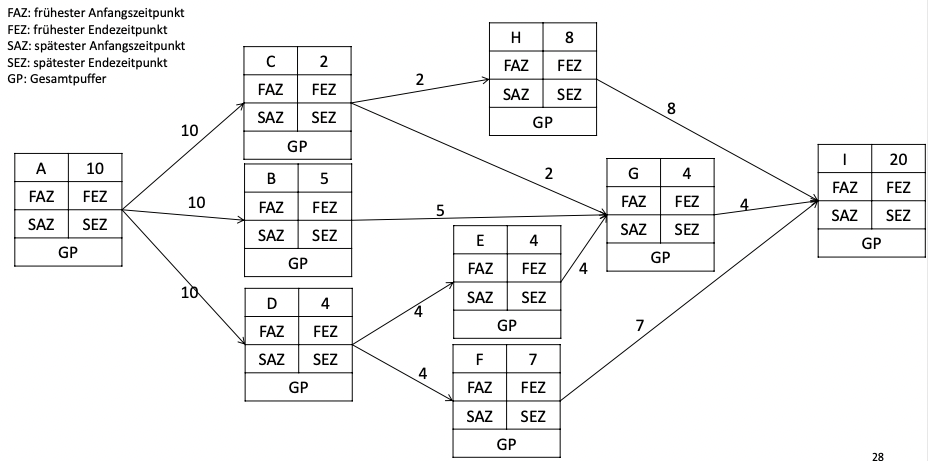 FAZ: frühester Anfangszeitpunkt
FEZ: frühester Endezeitpunkt
SAZ: spätester Anfangszeitpunkt
SEZ: spätester Endezeitpunkt
GP: Gesamtpuffer
A 10
FAZ FEZ
SAZ SEZ
GP
10
10
10
C 2
FAZ FEZ
SAZ SEZ
GP
B 5
FAZ FEZ
SAZ SEZ
GP
D 4
FAZ FEZ
SAZ SEZ
GP
2
2
5
4
4
H 8
FAZ FEZ
SAZ SEZ
GP
E 4
FAZ FEZ
SAZ SEZ
GP
F 7
FAZ FEZ
SAZ SEZ
GP
4
G 4
FAZ FEZ
SAZ SEZ
GP
8
4
7
I 20
FAZ FEZ
SAZ SEZ
GP
28